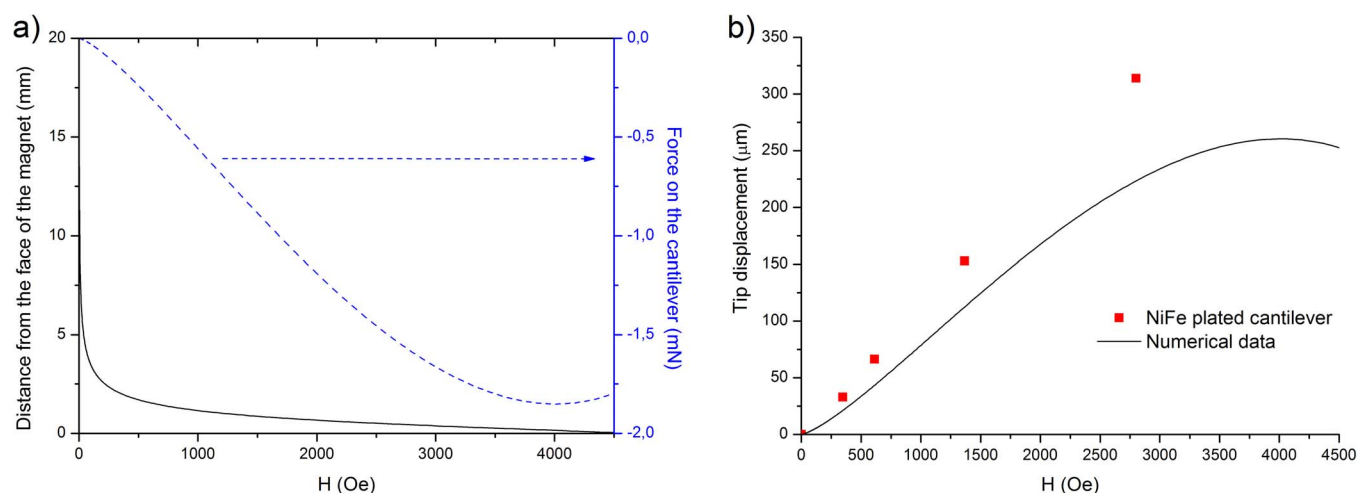 a)
20
15
10
5
0
Distance from the face of the magnet (mm)
0,0
-0,5
-1,0
-1,5
-2,0
Force on the cantilever (mN)
0 1000 2000 3000 4000
H (Oe)
b)
350
300
250
200
150
100
50
0
Tip displacement (μm)
NiFe plated cantilever
Numerical data
0 500 1000 1500 2000 2500 3000 3500 4000 4500
H (Oe)